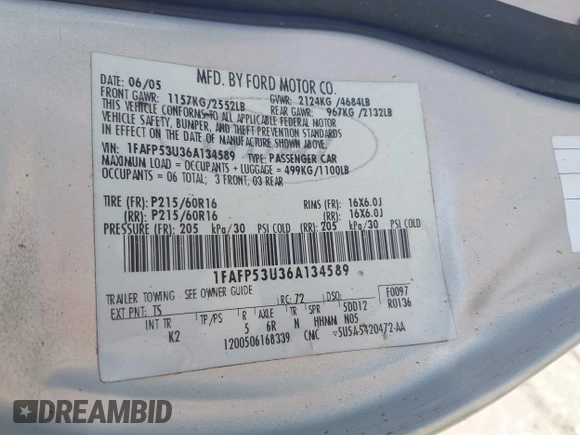 MFD. BY FORD MOTOR CO.
06/05
GVWR: 2124KG /4684LB
FRONT GAWR: 1157KG/2552LB
REAR GAWR: 967KG /2132LB
THIS VEHICLE CONFORMS TO ALL APPLICABLE FEDERAL MOTOR
VEHICLE SAFETY, BUMPER, AND THEFT PREVENTION STANDARDS
IN EFFECT ON THE DATE OF MANUFACTURE SHOWN ABOVE.
VIN: 1FAFP53U36A134589 TYPE: PASSENGER CAR
MAXIMUM LOAD = OCCUPANTS + LUGGAGE = 499KG/1100LB
OCCUPANTS = 06 TOTAL; 3 FRONT, 03 REAR
TIRE (FR): P215/60R16 RINS (FR): 16X6.0J
(RR): P215/60R16 (RR): 16X6.0J
PRESSURE (FR): 205 kPa/30 PSI COLD (RR) 205 kPa/30 PSI COLD
1FAFP53U36A134589
TRAILER TOWING - SEE OWNER GUIDE
EXT PNT: TS RC: 72 DSO: F0097
INT TR TP/PS R AXLE TR SPR 5DD12 R0136
K2 5 6R N HHMM N05
1200506168339 CMC 5U5A-5420472-AA
DREAMBID